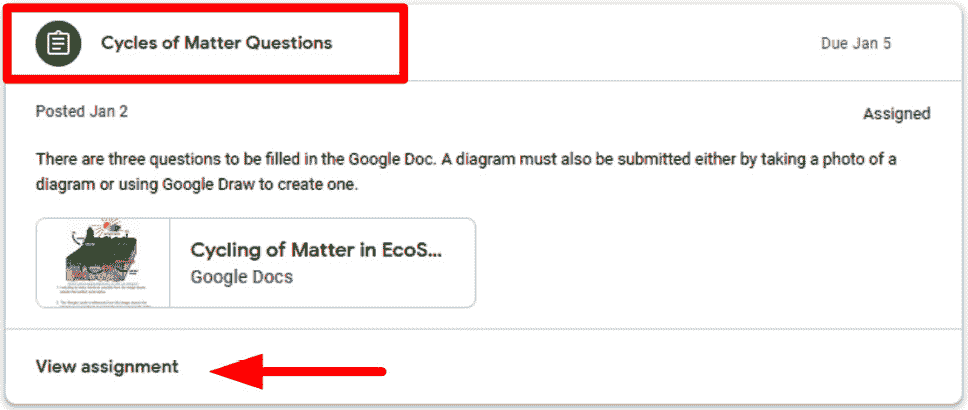 Cycles of Matter Questions
Due Jan 5
Posted Jan 2
Assigned
There are three questions to be filled in the Google Doc. A diagram must also be submitted either by taking a photo of a
diagram or using Google Draw to create one.
Cycling of Matter in EcoS...
Google Docs
View assignment